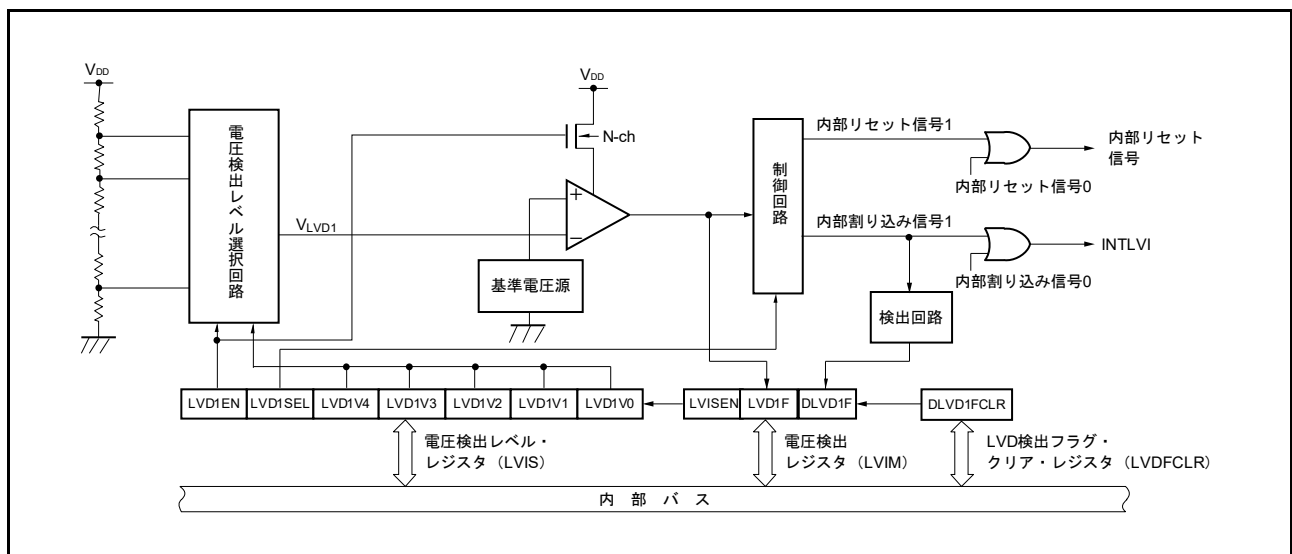 VDD
電圧検出レベル選択回路
VLVD1
VDD
N-ch
+
−
基準電圧源
制御回路
内部リセット信号1
内部リセット信号0
内部リセット
信号
内部割り込み信号1
内部割り込み信号0
INTLVI
検出回路
LVD1EN LVD1SEL LVD1V4 LVD1V3 LVD1V2 LVD1V1 LVD1V0
LVISEN LVD1F DLVD1F
DLVD1FCLR
電圧検出レベル・
レジスタ（LVIS）
電圧検出
レジスタ（LVIM）
LVD検出フラグ・
クリア・レジスタ（LVDFCLR）
内 部 バ ス